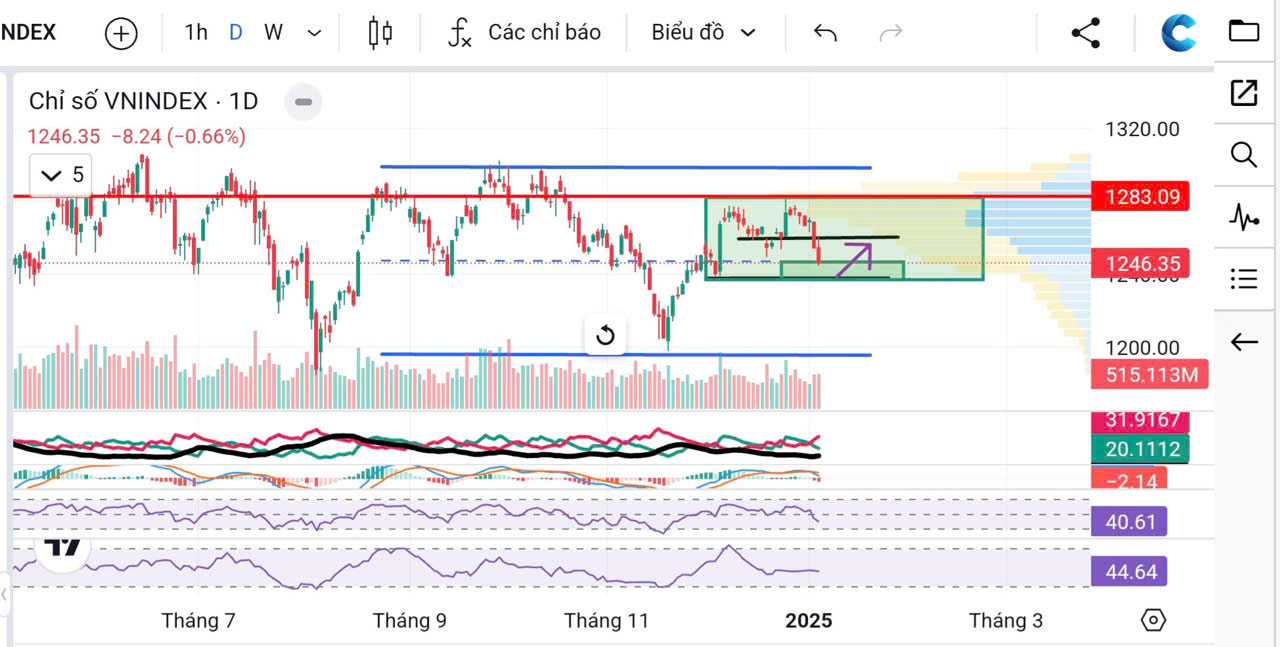 NDEX 1h D W Các chỉ báo Biểu đồ
Chỉ số VNINDEX · 1D
1246.35 −8.24 (−0.66%)
5
1320.00
1283.09
1246.35
1200.00
515.113M
31.9167
20.1112
−2.14
40.61
44.64
Tháng 7 Tháng 9 Tháng 11 2025 Tháng 3